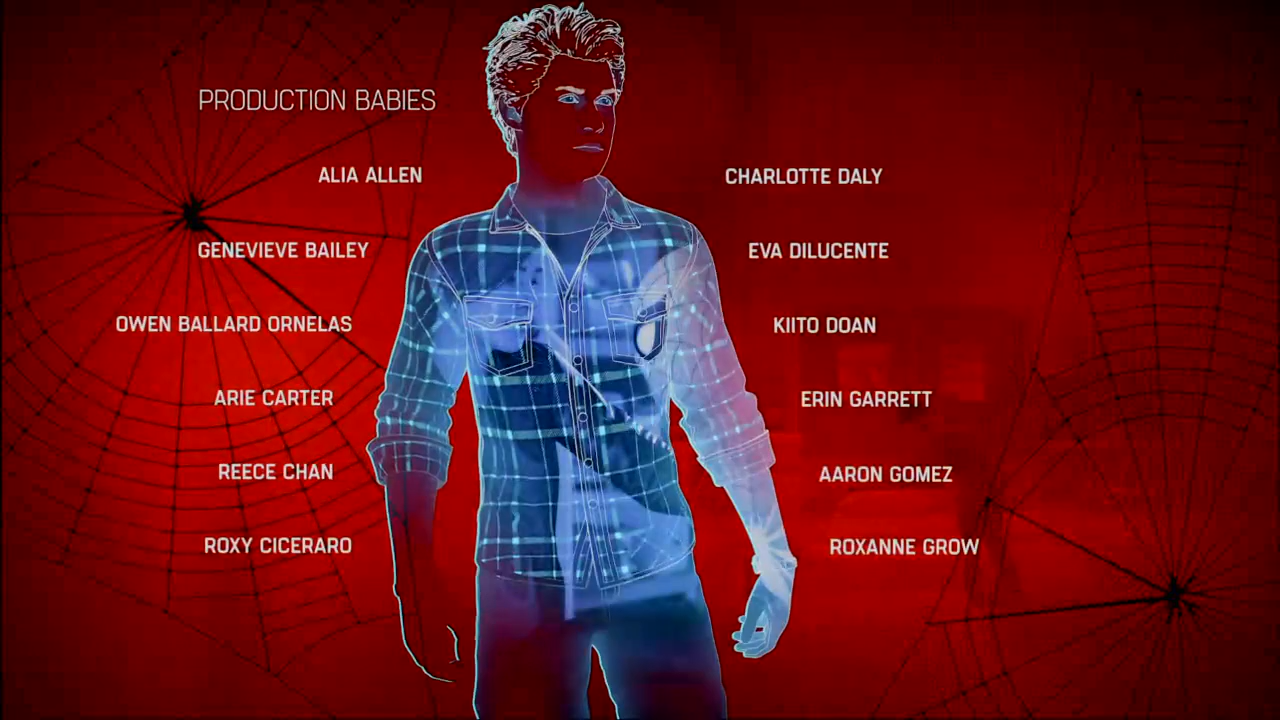 PRODUCTION BABIES
ALIA ALLEN
GENEVIEVE BAILEY
OWEN BALLARD ORNELAS
ARIE CARTER
REECE CHAN
ROXY CICERARO
CHARLOTTE DALY
EVA DILUCENTE
KIITO DOAN
ERIN GARRETT
AARON GOMEZ
ROXANNE GROW